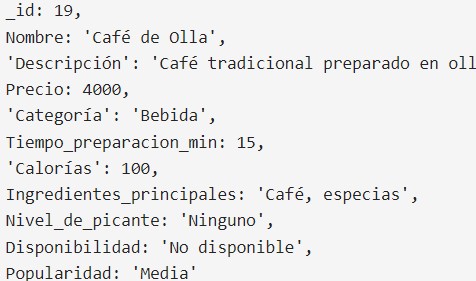 _id: 19,
Nombre: 'Café de Olla',
'Descripción': 'Café tradicional preparado en oll
Precio: 4000,
'Categoría': 'Bebida',
Tiempo_preparacion_min: 15,
'Calorías': 100,
Ingredientes_principales: 'Café, especias',
Nivel_de_picante: 'Ninguno',
Disponibilidad: 'No disponible',
Popularidad: 'Media'